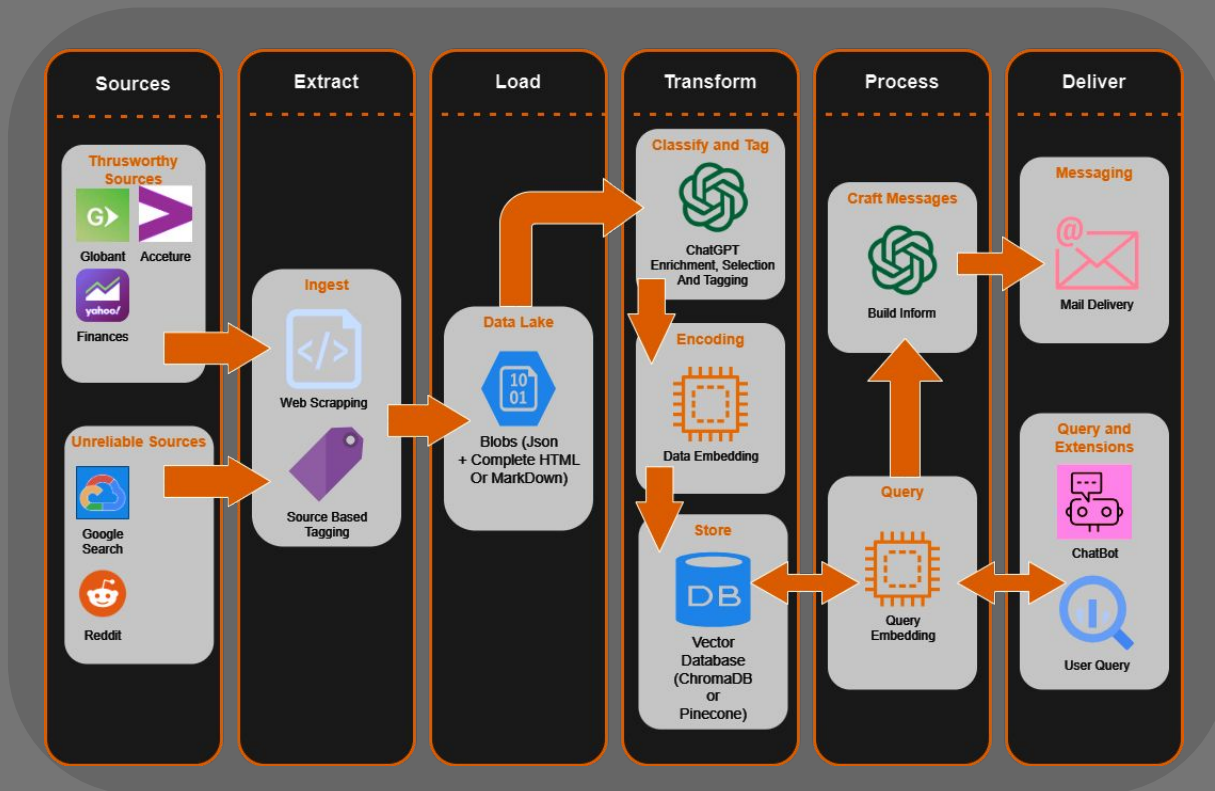 Sources
Thrusworthy
Sources
G
Globant
Acceture
yahoo!
Finances
Unreliable Sources
Google
Search
Reddit
Extract
Ingest
</>
Web Scrapping
Source Based
Tagging
Load
Data Lake
10
01
Blobs (Json
+ Complete HTML
Or MarkDown)
Transform
Classify and Tag
ChatGPT
Enrichment, Selection
And Tagging
Encoding
Data Embedding
Store
DB
Vector
Database
(ChromaDB
or
Pinecone)
Process
Craft Messages
Build Inform
Query
Query
Embedding
Deliver
Messaging
@
Mail Delivery
Query and
Extensions
ChatBot
User Query